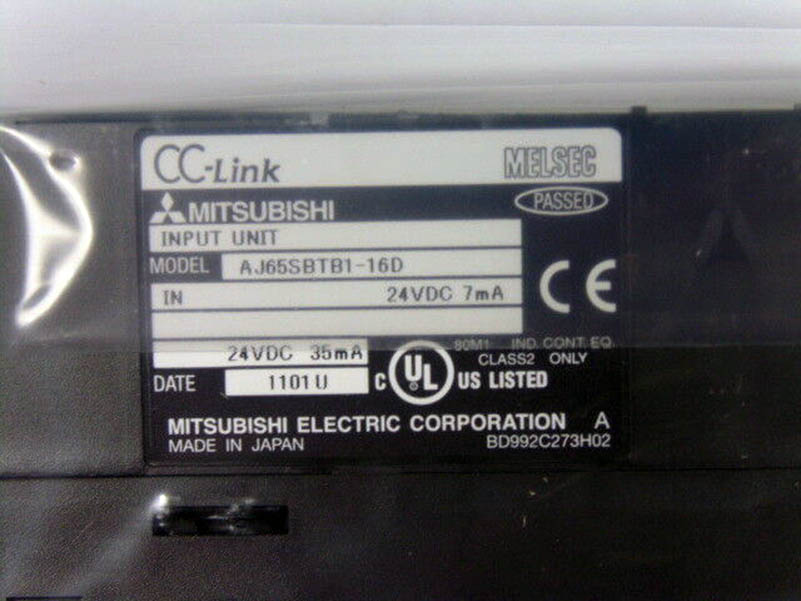 CC-Link MELSEC
MITSUBISHI PASSED
INPUT UNIT
MODEL AJ65SBTB1-16D
IN 24VDC 7mA
CE
24VDC 35mA
80M1 IND. CONT. EQ.
CLASS2 ONLY
DATE 1101U
C UL US LISTED
MITSUBISHI ELECTRIC CORPORATION A
MADE IN JAPAN BD992C273H02